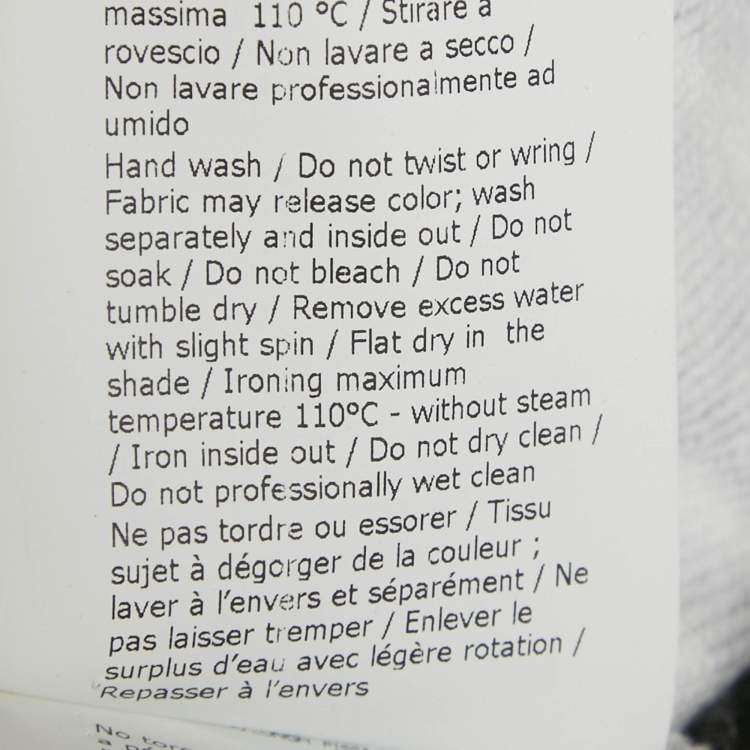 massima 110 °C / Stirare a
rovescio / Non lavare a secco /
Non lavare professionalmente ad
umido
Hand wash / Do not twist or wring /
Fabric may release color; wash
separately and inside out / Do not
soak / Do not bleach / Do not
tumble dry / Remove excess water
with slight spin / Flat dry in the
shade / Ironing maximum
temperature 110°C - without steam
/ Iron inside out / Do not dry clean /
Do not professionally wet clean
Ne pas tordre ou essorer / Tissu
sujet à dégorger de la couleur ;
laver à l'envers et séparément / Ne
pas laisser tremper / Enlever le
surplus d'eau avec légère rotation /
Repasser à l'envers
No